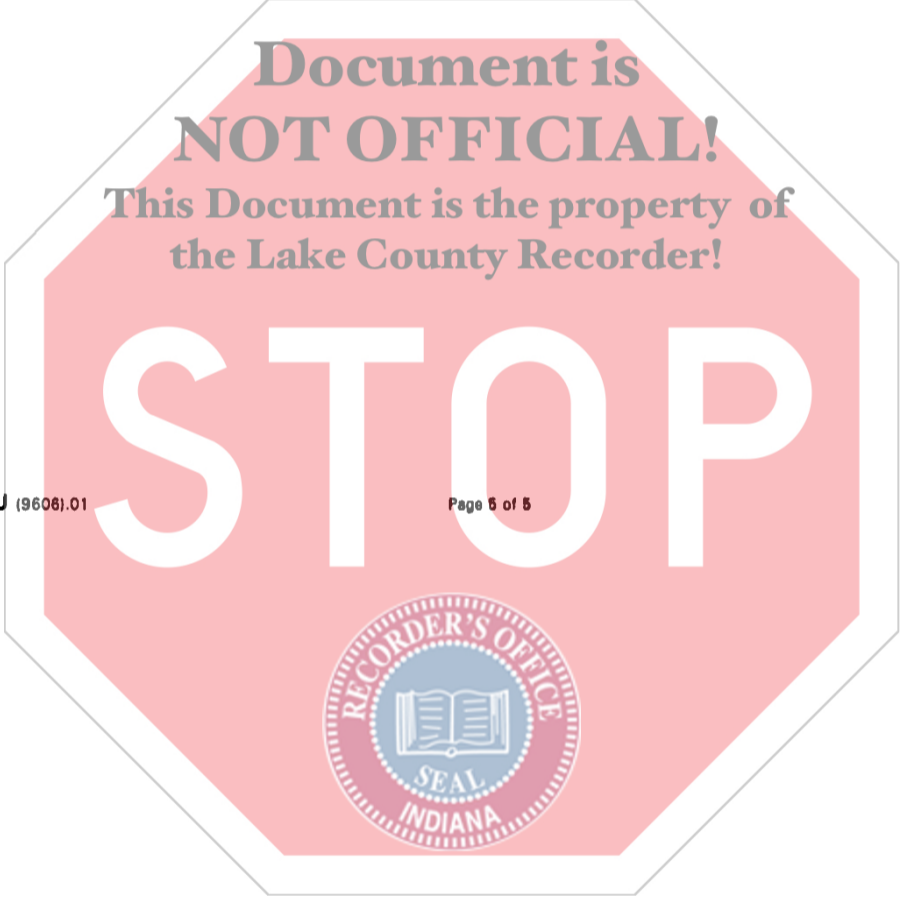 Document is
NOT OFFICIAL!
This Document is the property of
the Lake County Recorder!
STOP
(9606).01 Page 5 of 5
RECORDER'S OFFICE
SEAL
INDIANA